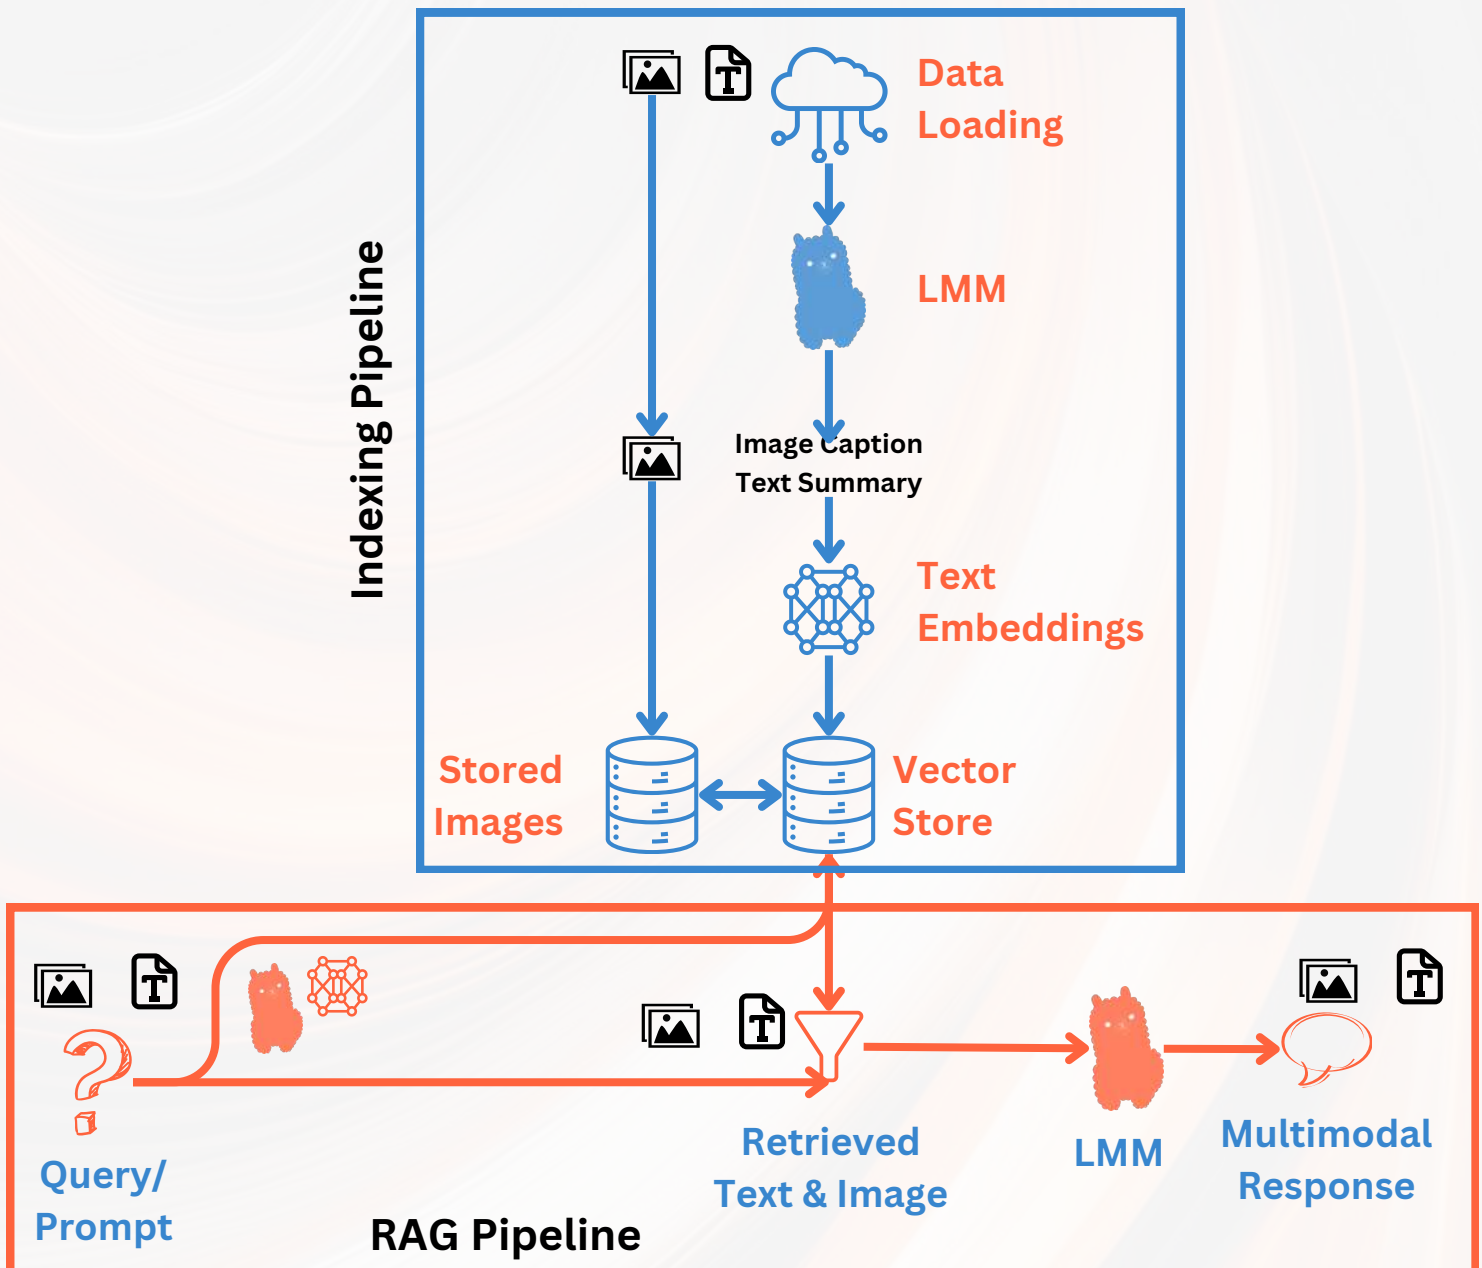 Data
Loading
LMM
Indexing Pipeline
Image Caption
Text Summary
Text
Embeddings
Stored
Images
Vector
Store
Query/
Prompt
Retrieved
Text & Image
LMM
Multimodal
Response
RAG Pipeline